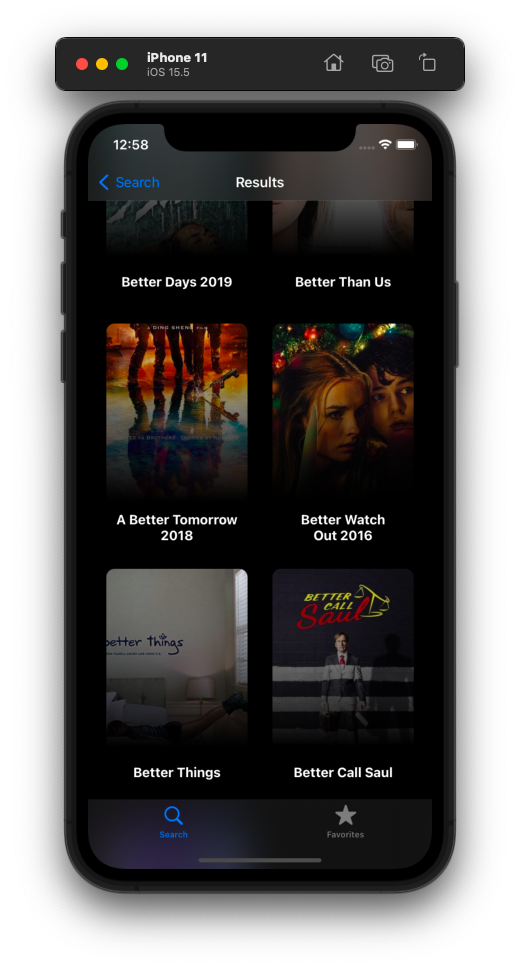 iPhone 11
iOS 15.5
12:58
Search
Results
Better Days 2019
Better Than Us
A DING SHENG FILM
A Better Tomorrow
2018
Better Watch
Out 2016
better things
BETTER
CALL
Saul
Better Things
Better Call Saul
Search
Favorites